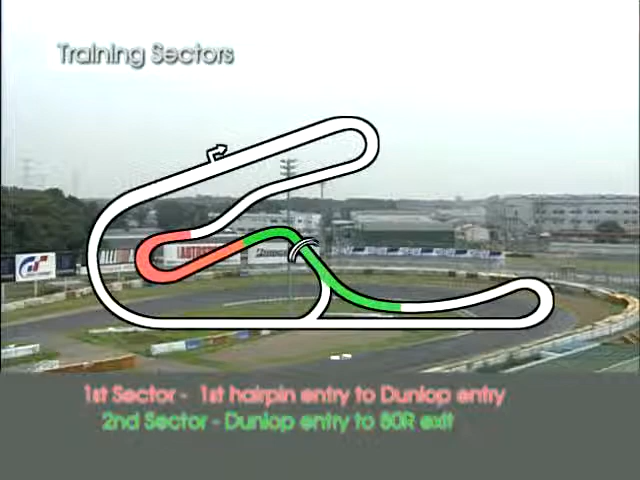 Training Sectors
1st Sector - 1st hairpin entry to Dunlop entry
2nd Sector - Dunlop entry to 80R exit